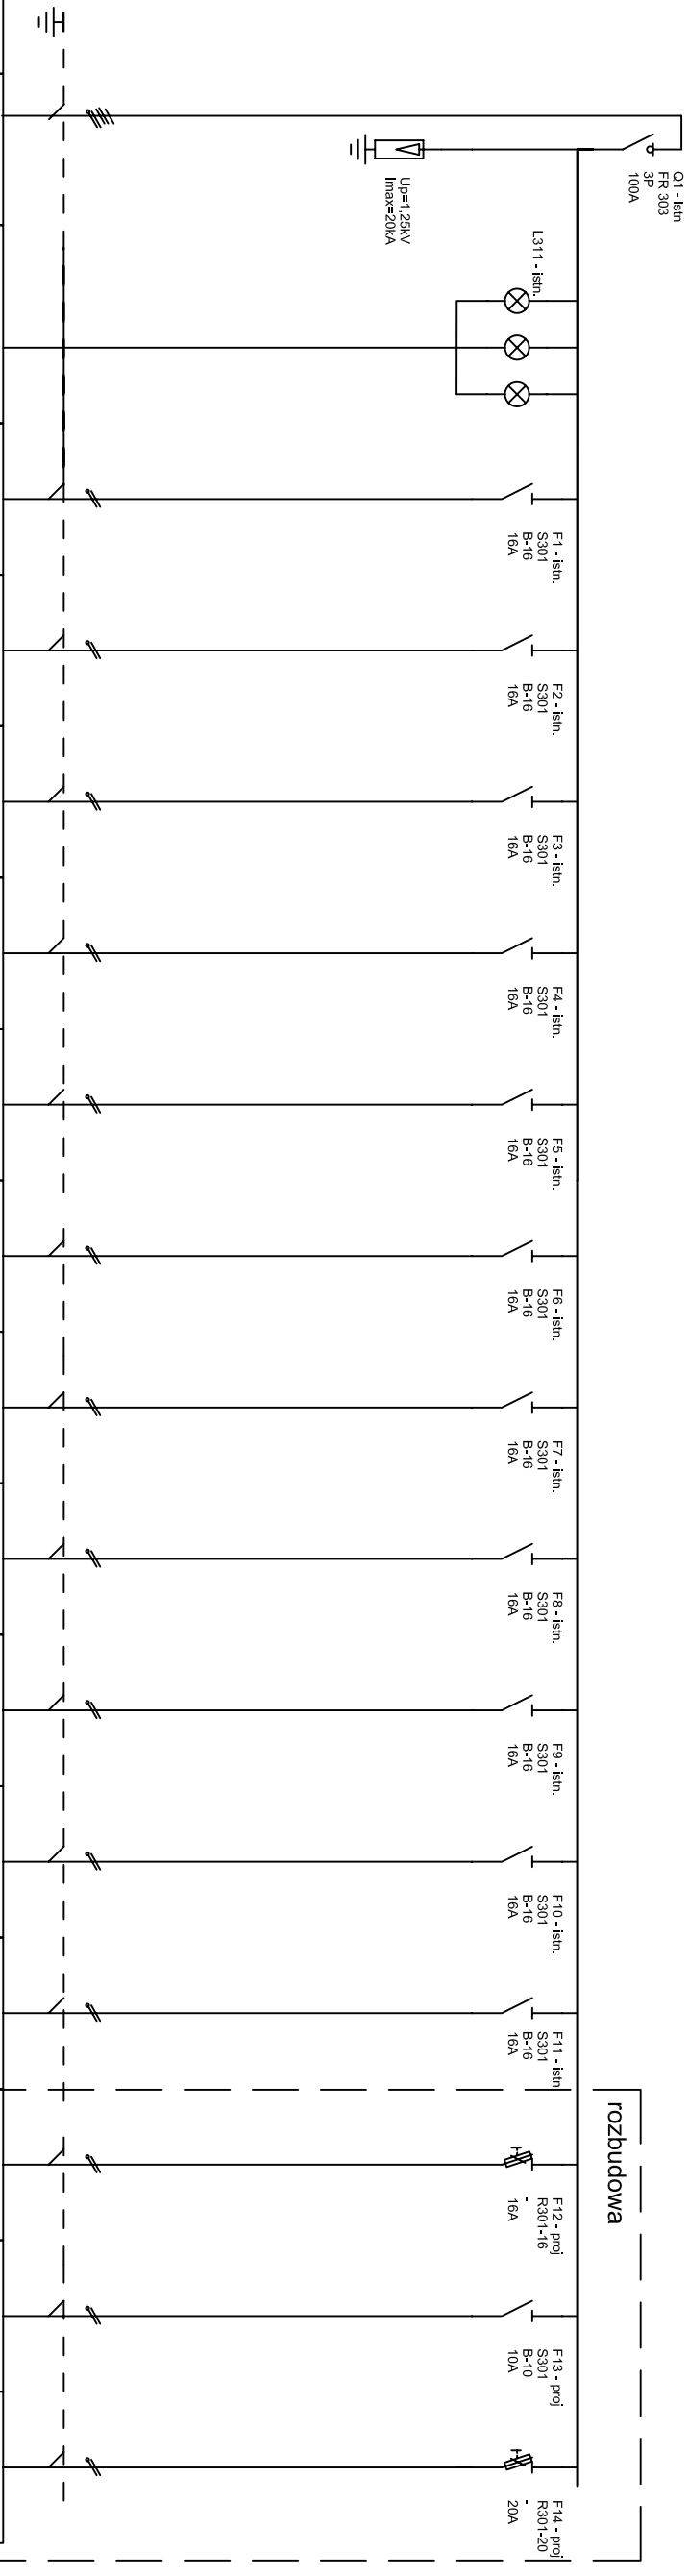 Q1 - Istn
FR 303
3P
100A
Up=1,25kV
Imax=20kA
L311 - istn.
F1 - istn.
S301
B-16
16A
F2 - istn.
S301
B-16
16A
F3 - istn.
S301
B-16
16A
F4 - istn.
S301
B-16
16A
F5 - istn.
S301
B-16
16A
F6 - istn.
S301
B-16
16A
F7 - istn.
S301
B-16
16A
F8 - istn.
S301
B-16
16A
F9 - istn.
S301
B-16
16A
F10 - istn.
S301
B-16
16A
F11 - istn
S301
B-16
16A
rozbudowa
F12 - proj
R301-16
-
16A
F13 - proj
S301
B-10
10A
F14 - proj
R301-20
-
20A